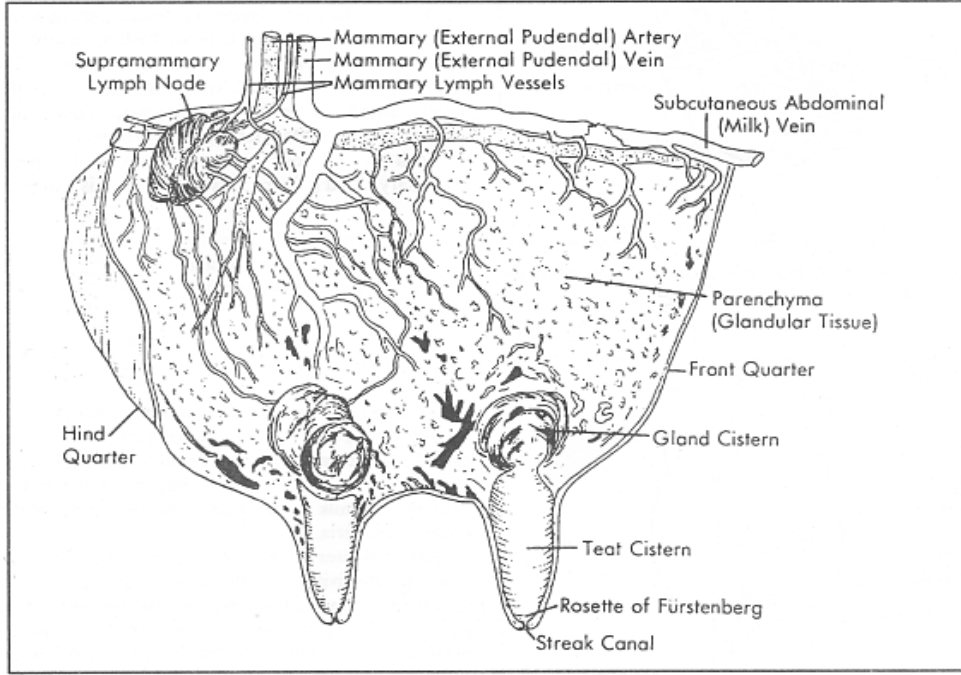 Mammary (External Pudendal) Artery
Mammary (External Pudendal) Vein
Mammary Lymph Vessels
Supramammary
Lymph Node
Subcutaneous Abdominal
(Milk) Vein
Parenchyma
(Glandular Tissue)
Front Quarter
Hind
Quarter
Gland Cistern
Teat Cistern
Rosette of Fürstenberg
Streak Canal